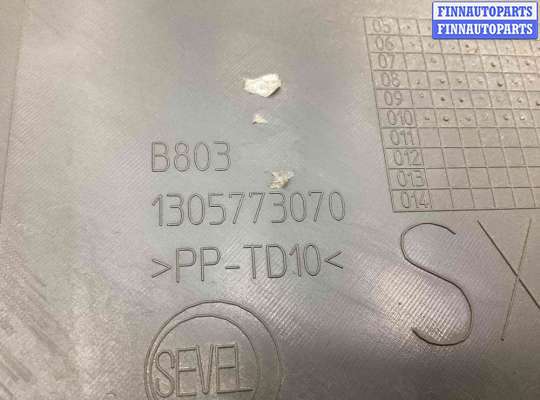 FINNAUTOPARTS
FINNAUTOPARTS
05
06
07
08
09
010
011
012
013
014
B803
1305773070
>PP-TD10<
SX
SEVEL